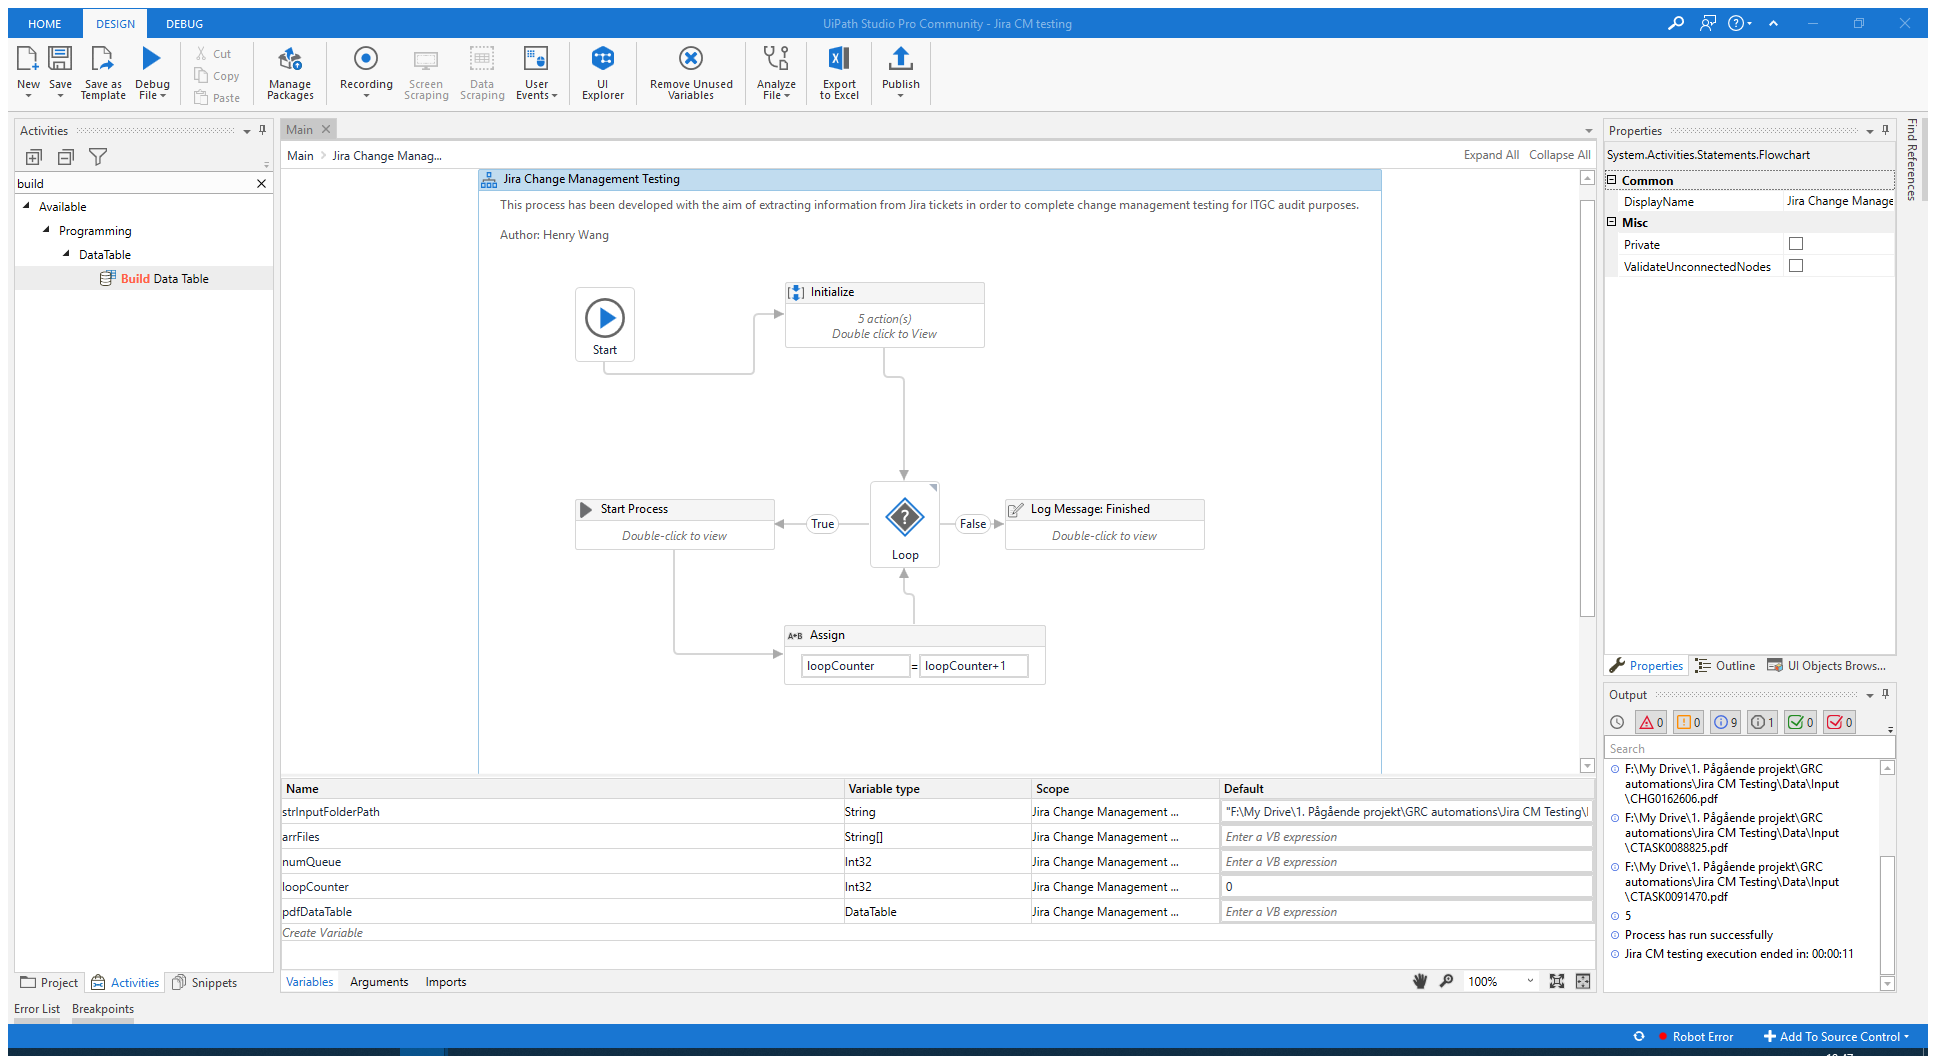 HOME DESIGN DEBUG UiPath Studio Pro Community - Jira CM testing
New Save Save as Template Debug File
Cut
Copy
Paste
Manage Packages
Recording Screen Scraping Data Scraping User Events
UI Explorer
Remove Unused Variables
Analyze File
Export to Excel
Publish
Activities
build
Available
Programming
DataTable
Build Data Table
Project Activities Snippets
Error List Breakpoints
Main
Main > Jira Change Manag... Expand All Collapse All
Jira Change Management Testing
This process has been developed with the aim of extracting information from Jira tickets in order to complete change management testing for ITGC audit purposes.
Author: Henry Wang
Start
Initialize
5 action(s)
Double click to View
Start Process
Double-click to view
True
?
Loop
False
Log Message: Finished
Double-click to view
A*B Assign
loopCounter = loopCounter+1
Name Variable type Scope Default
strInputFolderPath String Jira Change Management ... "F:\My Drive\1. Pågående projekt\GRC automations\Jira CM Testing\
arrFiles String[] Jira Change Management ... Enter a VB expression
numQueue Int32 Jira Change Management ... Enter a VB expression
loopCounter Int32 Jira Change Management ... 0
pdfDataTable DataTable Jira Change Management ... Enter a VB expression
Create Variable
Variables Arguments Imports 100%
Properties
System.Activities.Statements.Flowchart
Common
DisplayName Jira Change Manage
Misc
Private
ValidateUnconnectedNodes
Find References
Properties Outline UI Objects Brows...
Output
0 0 9 1 0 0
Search
F:\My Drive\1. Pågående projekt\GRC
automations\Jira CM Testing\Data\Input
\CHG0162606.pdf
F:\My Drive\1. Pågående projekt\GRC
automations\Jira CM Testing\Data\Input
\CTASK0088825.pdf
F:\My Drive\1. Pågående projekt\GRC
automations\Jira CM Testing\Data\Input
\CTASK0091470.pdf
5
Process has run successfully
Jira CM testing execution ended in: 00:00:11
Robot Error Add To Source Control